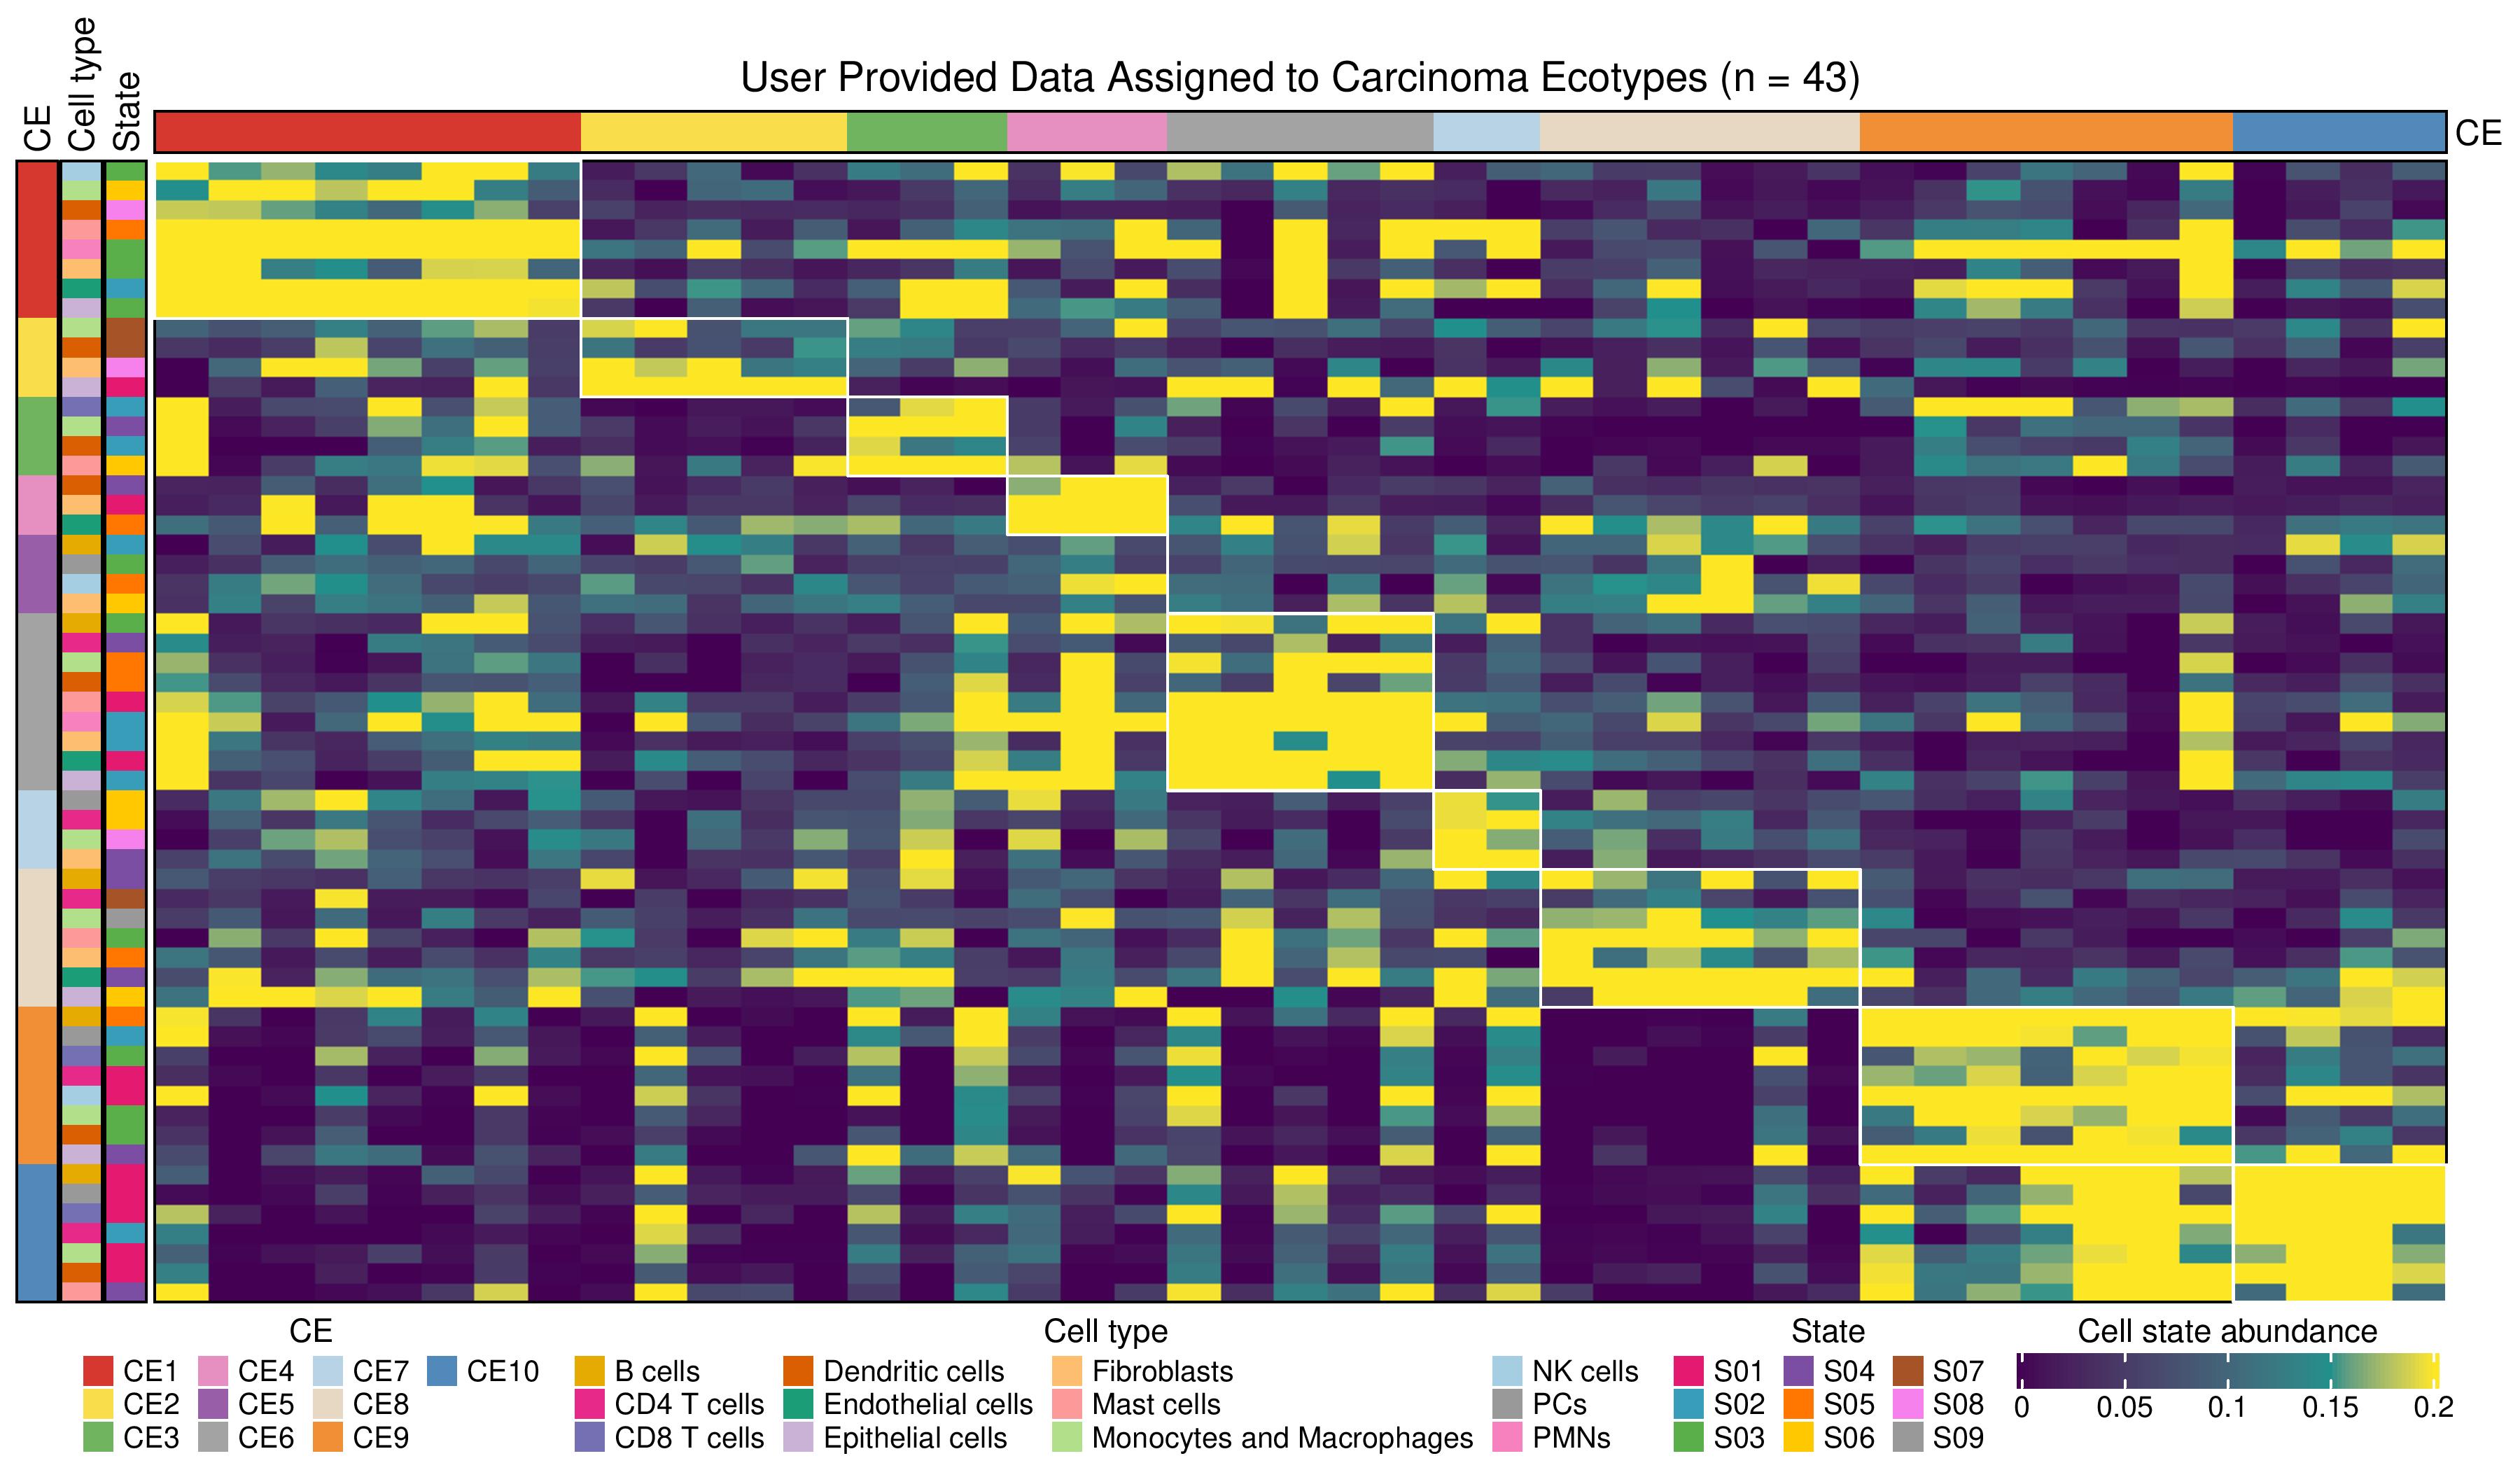 User Provided Data Assigned to Carcinoma Ecotypes (n = 43)
CE
Cell type
State
CE
CE
Cell type
State
Cell state abundance
CE1
CE4
CE7
CE10
B cells
Dendritic cells
Fibroblasts
NK cells
S01
S04
S07
CE2
CE5
CE8
CD4 T cells
Endothelial cells
Mast cells
PCs
S02
S05
S08
0
0.05
0.1
0.15
0.2
CE3
CE6
CE9
CD8 T cells
Epithelial cells
Monocytes and Macrophages
PMNs
S03
S06
S09